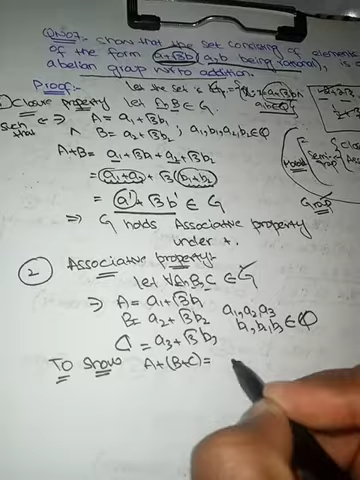 QNo7. show that the set consisting of elements
of the form a+√3b (a,b being rational), is a
abelian group w.r.to addition.
Proof:- let the set is G = a+√3b
a,b∈Q
① Closure property let A,B ∈ G.
such that <=> A = a₁+√3b₁
∧ B= a₂+√3b₂ ; a₁,b₁,a₂,b₂∈Q
A+B= a₁+√3b₁+a₂+√3b₂
= (a₁+a₂)+√3(b₁+b₂)
= a'+√3b' ∈ G
=> G holds Associative property
under +.
Monoid
Semi-group
Group
② Associative property:-
let ∀A,B,C ∈G
=> A= a₁+√3b₁
B= a₂+√3b₂ a₁,a₂,a₃
b₁,b₂,b₃ ∈Q
C = a₃+√3b₃
To show A+(B+C)=